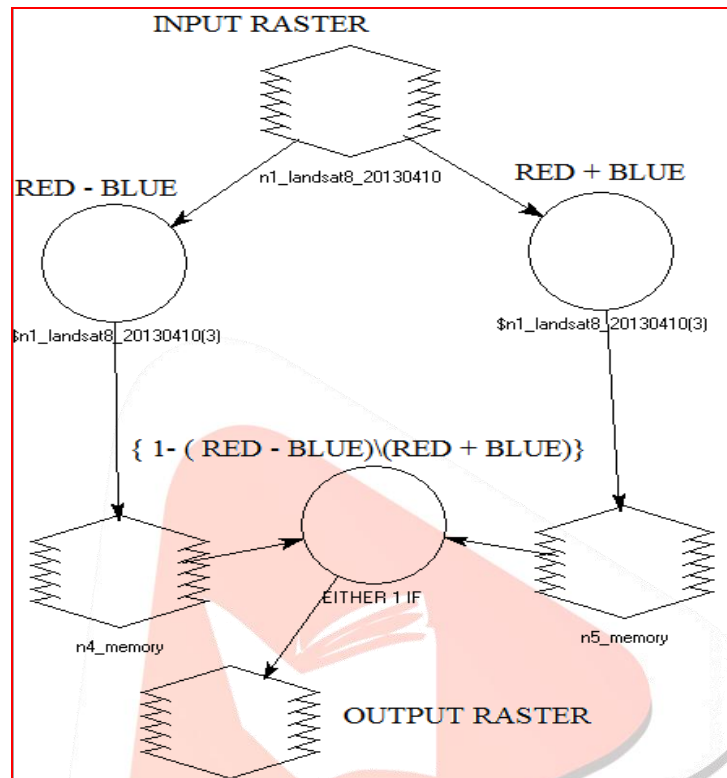 INPUT RASTER
n1_landsat8_20130410
RED - BLUE
RED + BLUE
$n1_landsat8_20130410(3)
$n1_landsat8_20130410(3)
{ 1- ( RED - BLUE)\(RED + BLUE)}
EITHER 1 IF
n4_memory
n5_memory
OUTPUT RASTER